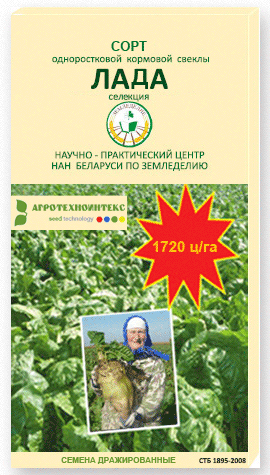 СОРТ
одноростковой кормовой свеклы
ЛАДА
селекция
ЗЕМЛЕДЕЛИЕ
НАУЧНО - ПРАКТИЧЕСКИЙ ЦЕНТР
НАН БЕЛАРУСИ ПО ЗЕМЛЕДЕЛИЮ
АГРОТЕХНОИНТЕКС
seed technology
1720 ц/га
СЕМЕНА ДРАЖИРОВАННЫЕ
СТБ 1895-2008